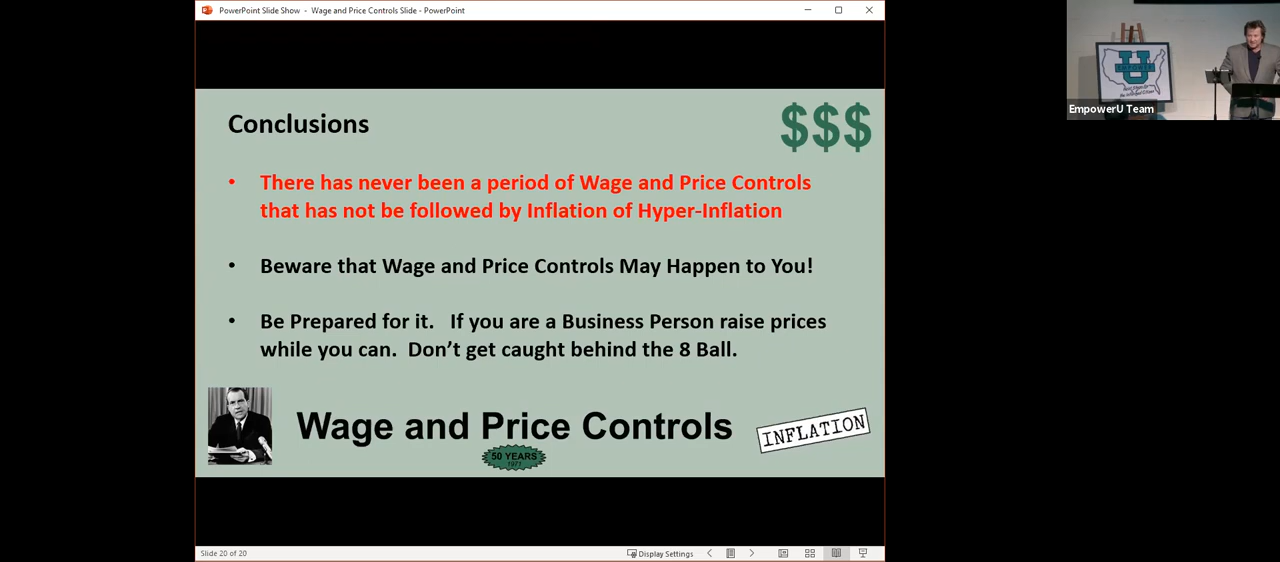 PowerPoint Slide Show - Wage and Price Controls Slide - PowerPoint
Conclusions
$$$
• There has never been a period of Wage and Price Controls
that has not be followed by Inflation of Hyper-Inflation
• Beware that Wage and Price Controls May Happen to You!
• Be Prepared for it. If you are a Business Person raise prices
while you can. Don't get caught behind the 8 Ball.
Wage and Price Controls
INFLATION
50 YEARS
1971
Slide 20 of 20
Display Settings
U
EmpowerU Team